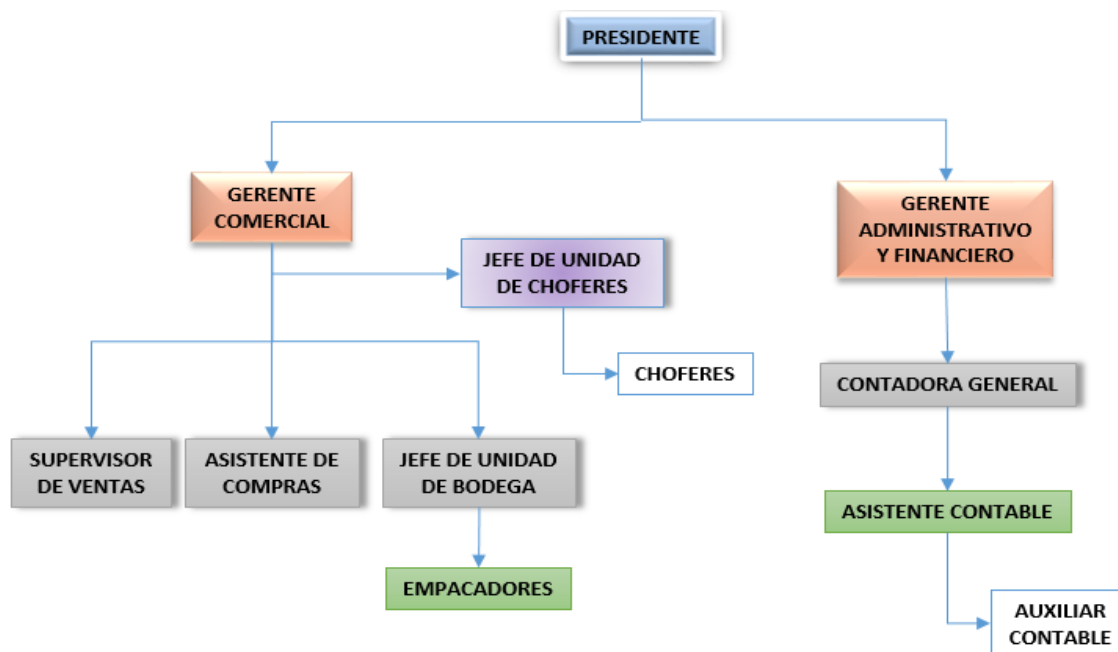 PRESIDENTE
GERENTE
COMERCIAL
GERENTE
ADMINISTRATIVO
Y FINANCIERO
JEFE DE UNIDAD
DE CHOFERES
CHOFERES
CONTADORA GENERAL
SUPERVISOR
DE VENTAS
ASISTENTE DE
COMPRAS
JEFE DE UNIDAD
DE BODEGA
ASISTENTE CONTABLE
EMPACADORES
AUXILIAR
CONTABLE